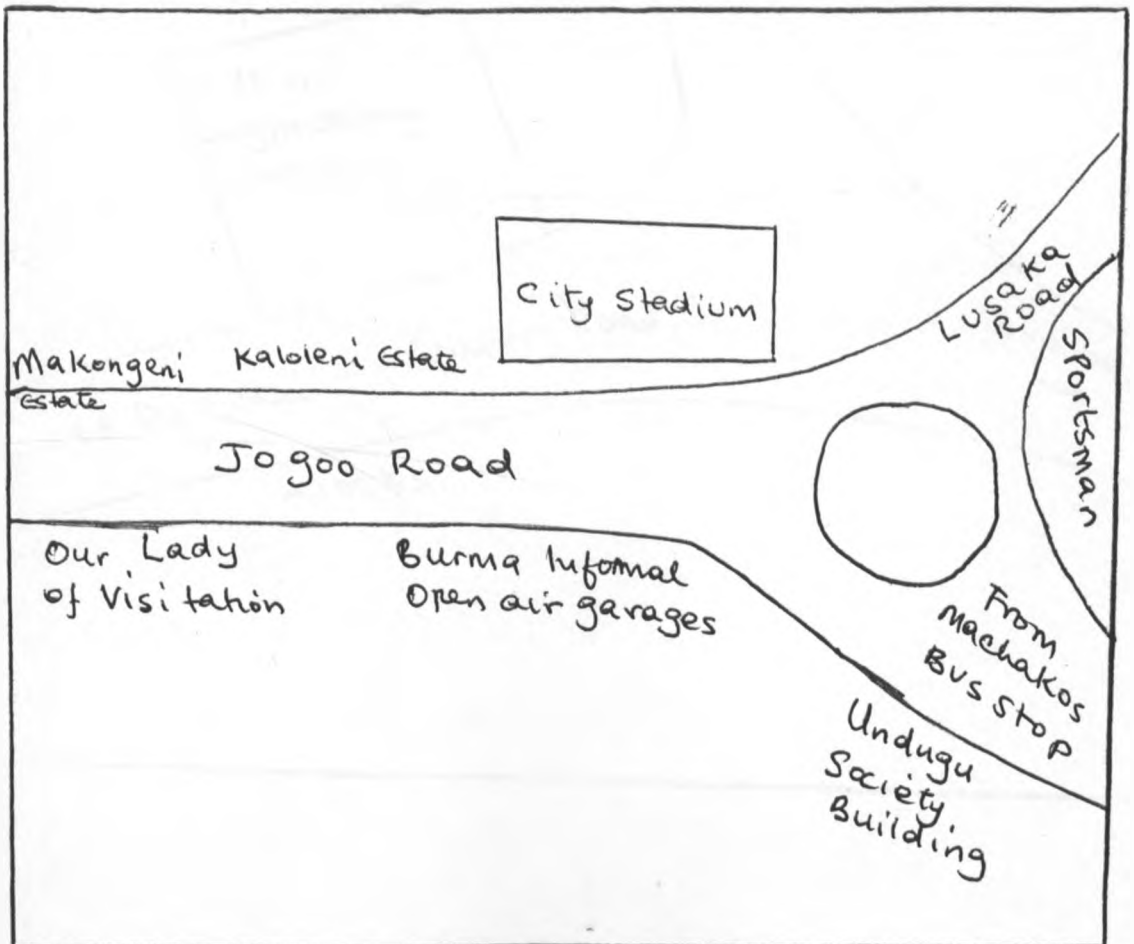 City Stadium
LUSAKA
ROAD
Makongeni
Estate
Kaloleni Estate
Sportsman
Jogoo Road
Our Lady
of Visitation
Burma Informal
Open air garages
From
Machakos
Bus Stop
Undugu
Society
Building